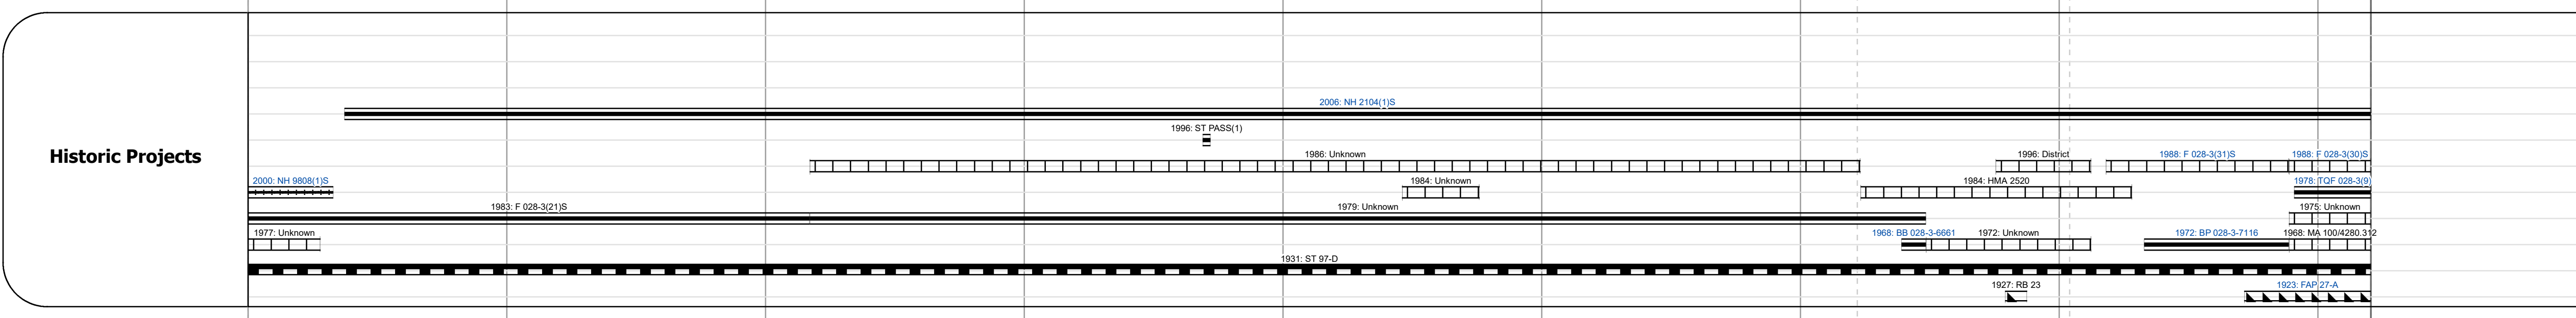 Historic Projects
2006: NH 2104(1)S
1996: ST PASS(1)
1986: Unknown
1996: District
1988: F 028-3(31)S
1988: F 028-3(30)S
2000: NH 9808(1)S
1984: Unknown
1984: HMA 2520
1978: TQF 028-3(9)
1983: F 028-3(21)S
1979: Unknown
1975: Unknown
1977: Unknown
1968: BB 028-3-6661
1972: Unknown
1972: BP 028-3-7116
1968: MA 100/4280.312
1931: ST 97-D
1927: RB 23
1923: FAP 27-A